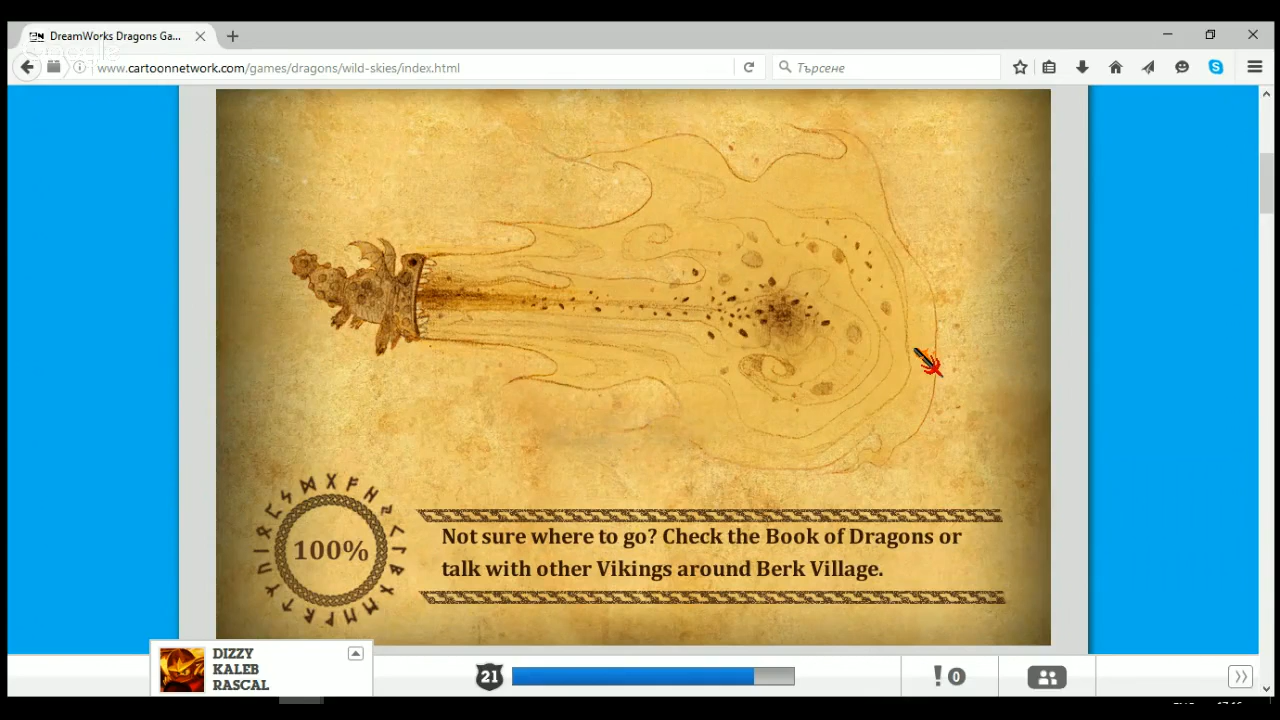 DreamWorks Dragons Ga...
www.cartoonnetwork.com/games/dragons/wild-skies/index.html
Търсене
100%
Not sure where to go? Check the Book of Dragons or
talk with other Vikings around Berk Village.
DIZZY
KALEB
RASCAL
21
0